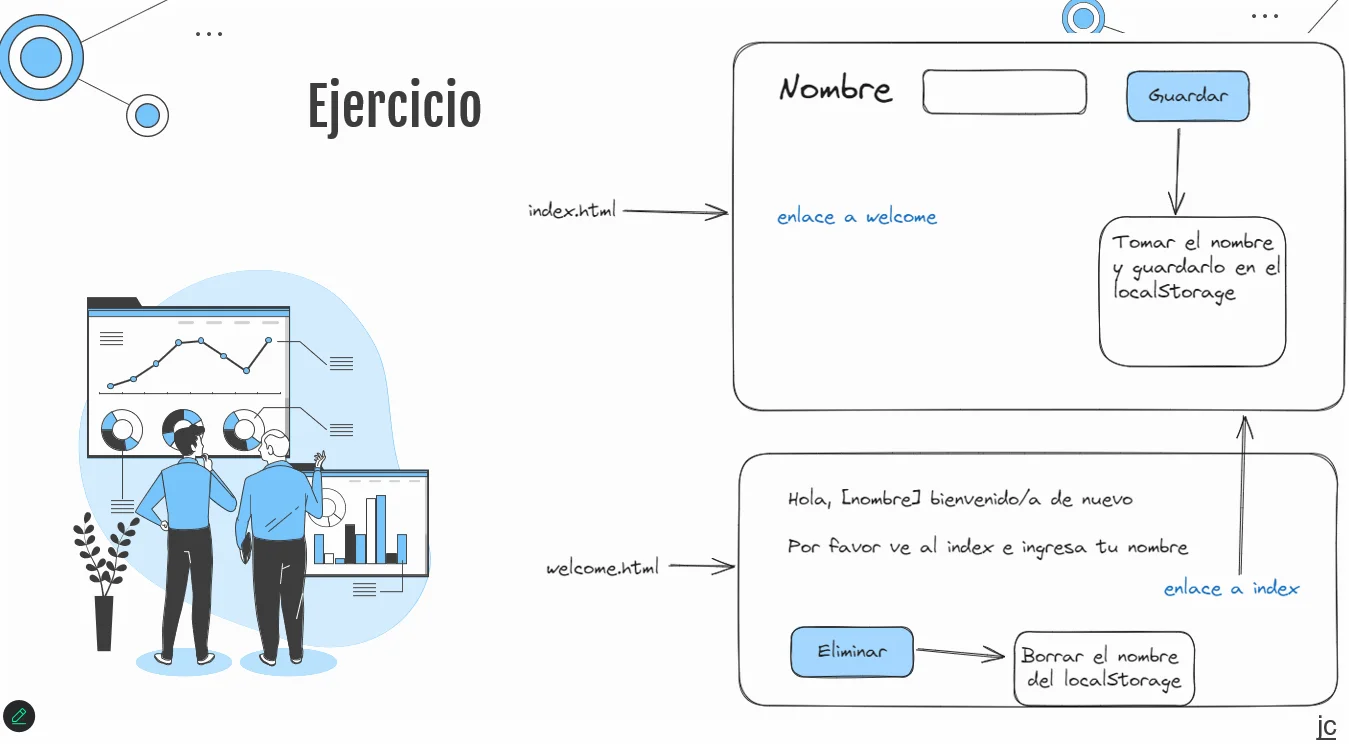 Ejercicio
Nombre
Guardar
index.html
enlace a welcome
Tomar el nombre
y guardarlo en el
localStorage
Hola, [nombre] bienvenido/a de nuevo
Por favor ve al index e ingresa tu nombre
welcome.html
enlace a index
Eliminar
Borrar el nombre
del localStorage
jc